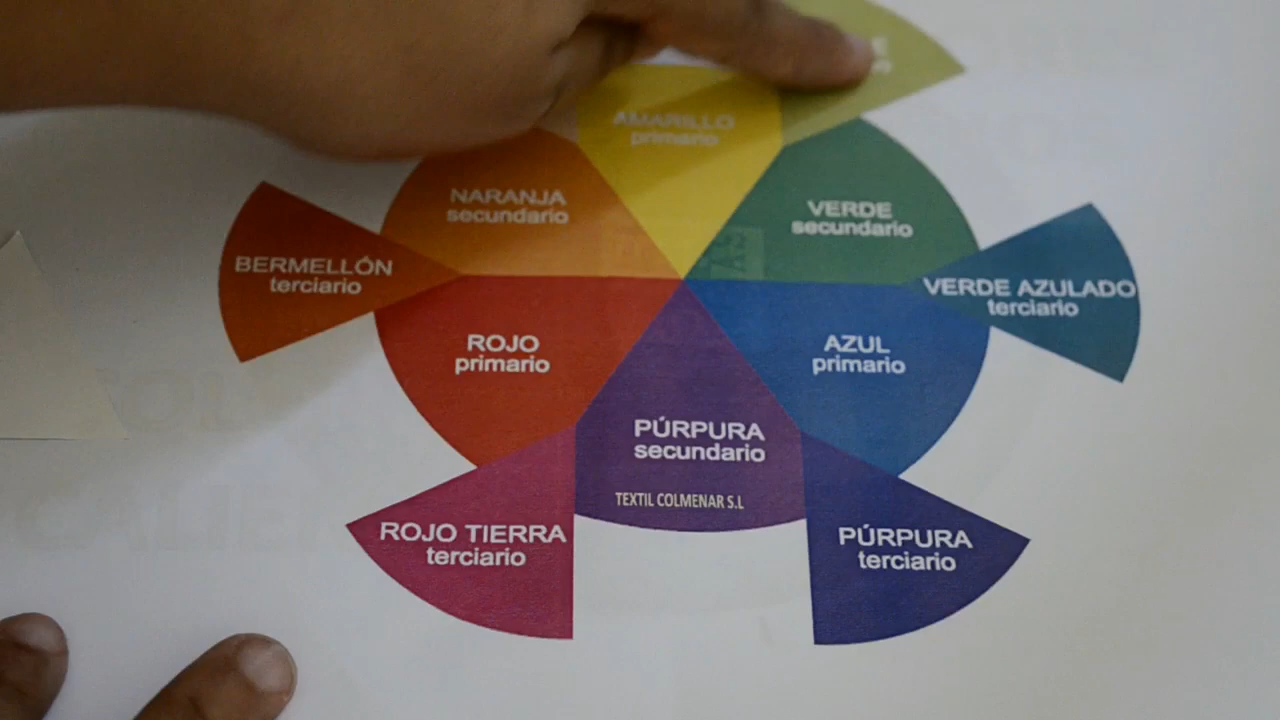 AMARILLO
primario
NARANJA
secundario
VERDE
secundario
BERMELLÓN
terciario
VERDE AZULADO
terciario
ROJO
primario
AZUL
primario
PÚRPURA
secundario
TEXTIL COLMENAR S.L
ROJO TIERRA
terciario
PÚRPURA
terciario